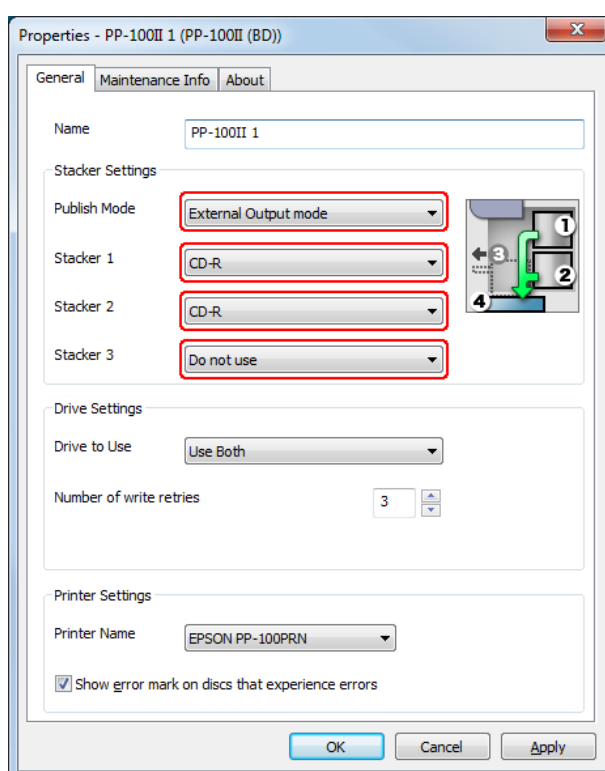 Properties - PP-100II 1 (PP-100II (BD))
General Maintenance Info About
Name PP-100II 1
Stacker Settings
Publish Mode External Output mode
Stacker 1 CD-R
Stacker 2 CD-R
Stacker 3 Do not use
1
3
2
4
Drive Settings
Drive to Use Use Both
Number of write retries 3
Printer Settings
Printer Name EPSON PP-100PRN
Show error mark on discs that experience errors
OK Cancel Apply